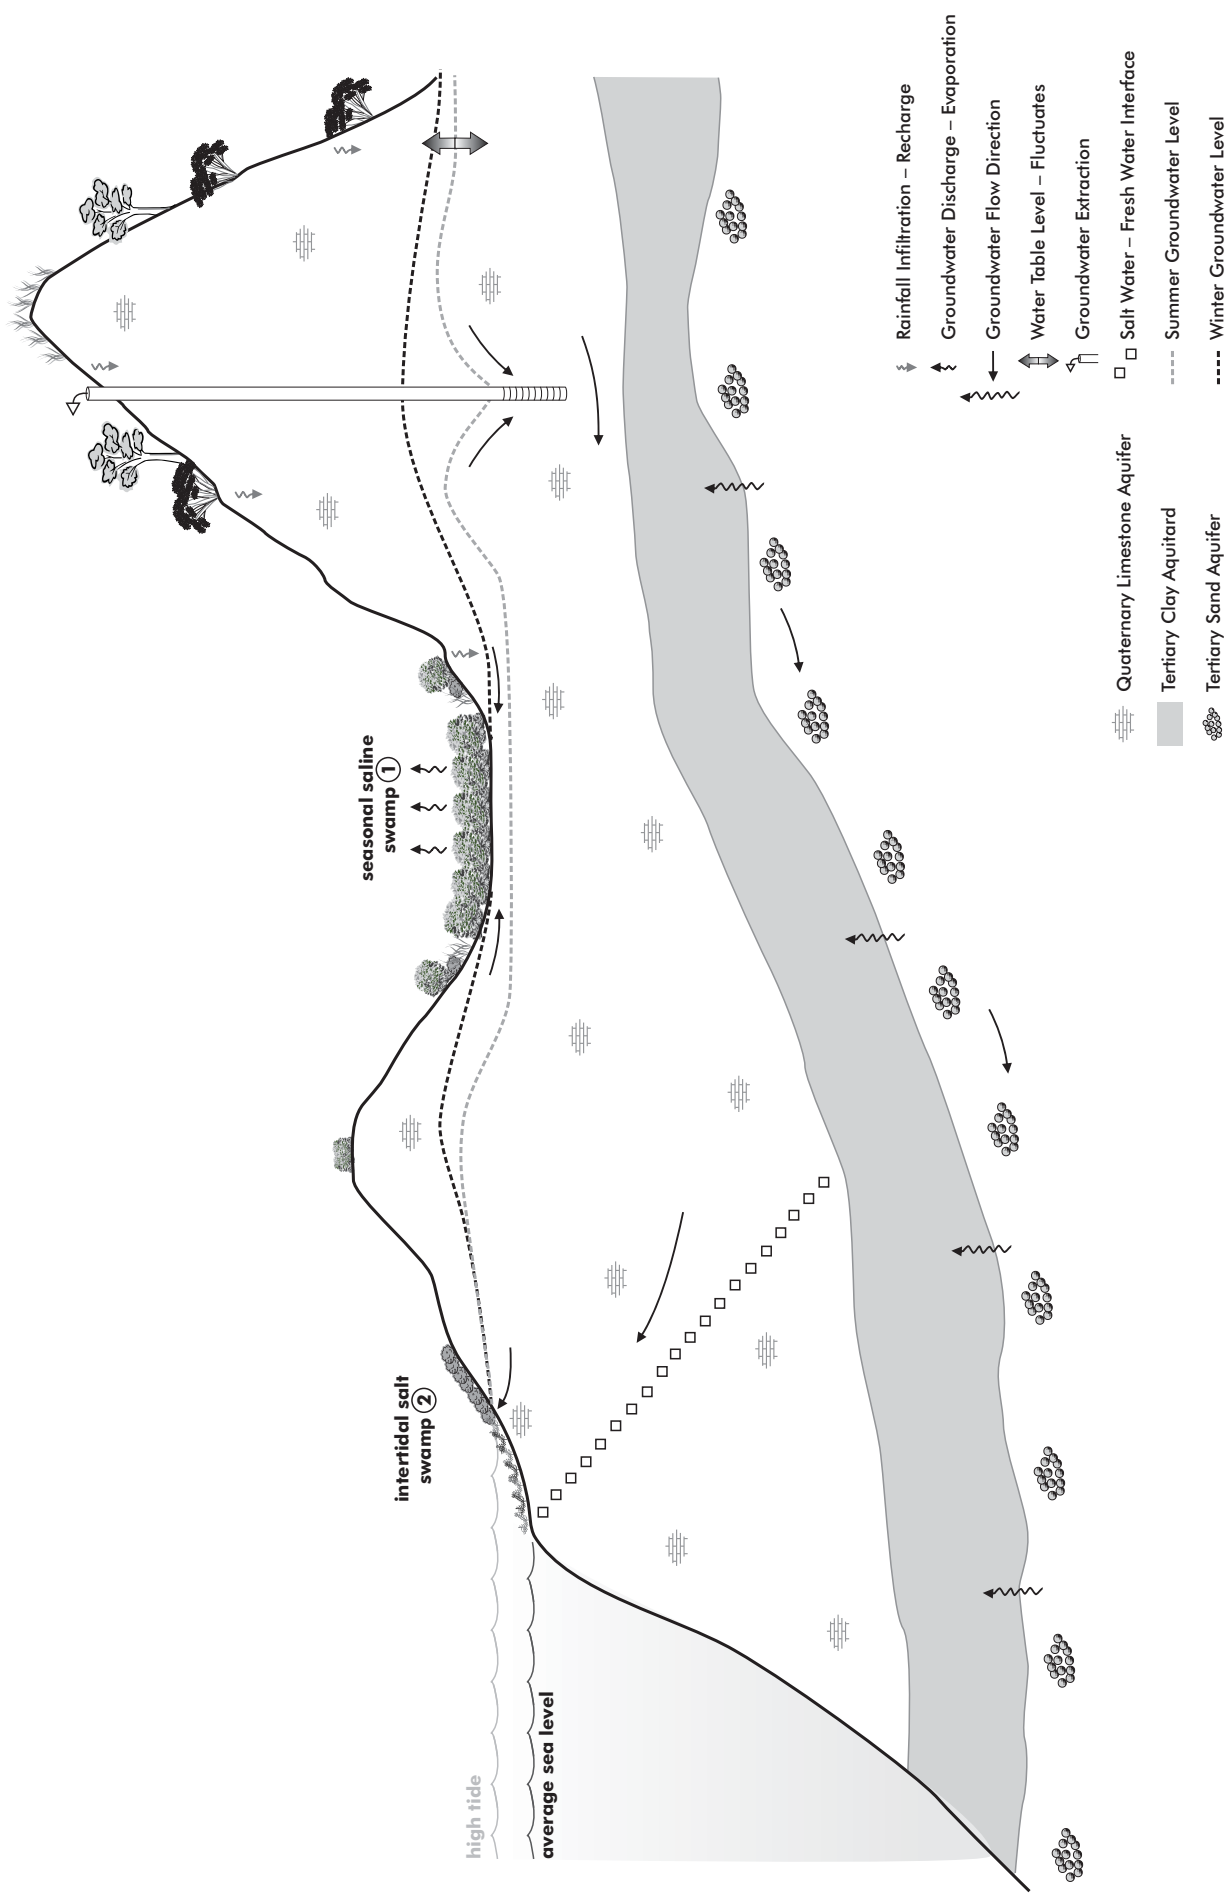 seasonal saline
swamp 1
intertidal salt
swamp 2
high tide
average sea level
Quaternary Limestone Aquifer
Tertiary Clay Aquitard
Tertiary Sand Aquifer
Rainfall Infiltration – Recharge
Groundwater Discharge – Evaporation
Groundwater Flow Direction
Water Table Level – Fluctuates
Groundwater Extraction
Salt Water – Fresh Water Interface
Summer Groundwater Level
Winter Groundwater Level